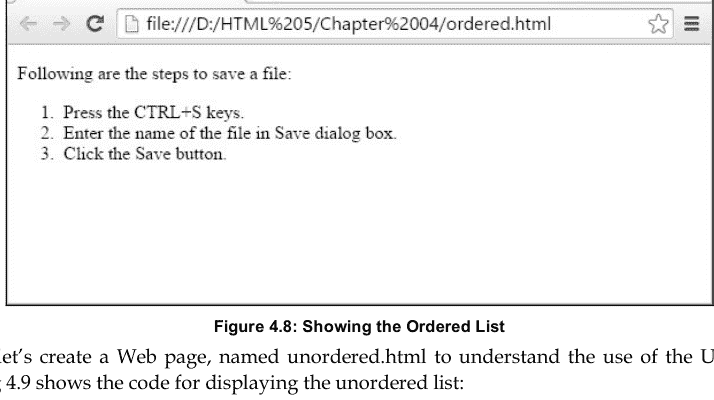 file:///D:/HTML%205/Chapter%2004/ordered.html
Following are the steps to save a file:
1. Press the CTRL+S keys.
2. Enter the name of the file in Save dialog box.
3. Click the Save button.
Figure 4.8: Showing the Ordered List
let's create a Web page, named unordered.html to understand the use of the U
4.9 shows the code for displaying the unordered list: